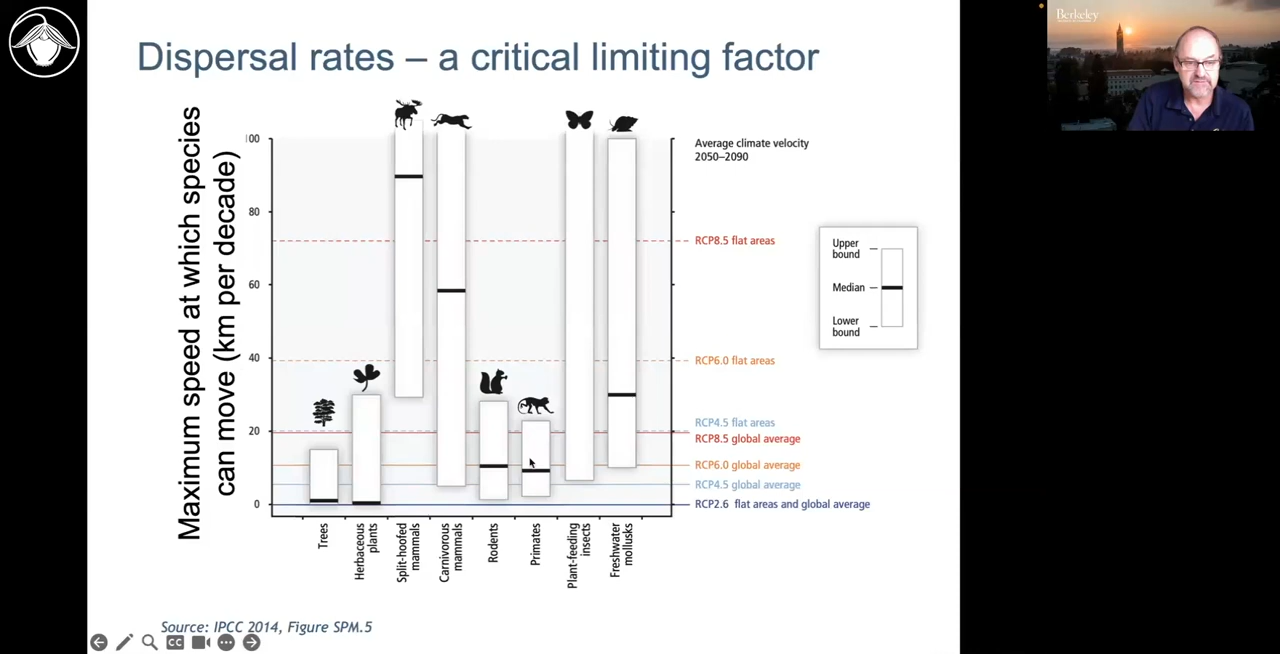 Dispersal rates – a critical limiting factor
Berkeley
Maximum speed at which species
can move (km per decade)
100
80
60
40
20
0
Average climate velocity
2050–2090
RCP8.5 flat areas
RCP6.0 flat areas
RCP4.5 flat areas
RCP8.5 global average
RCP6.0 global average
RCP4.5 global average
RCP2.6 flat areas and global average
Upper
bound
Median
Lower
bound
Trees
Herbaceous
plants
Split-hoofed
mammals
Carnivorous
mammals
Rodents
Primates
Plant-feeding
insects
Freshwater
mollusks
Source: IPCC 2014, Figure SPM.5
CC